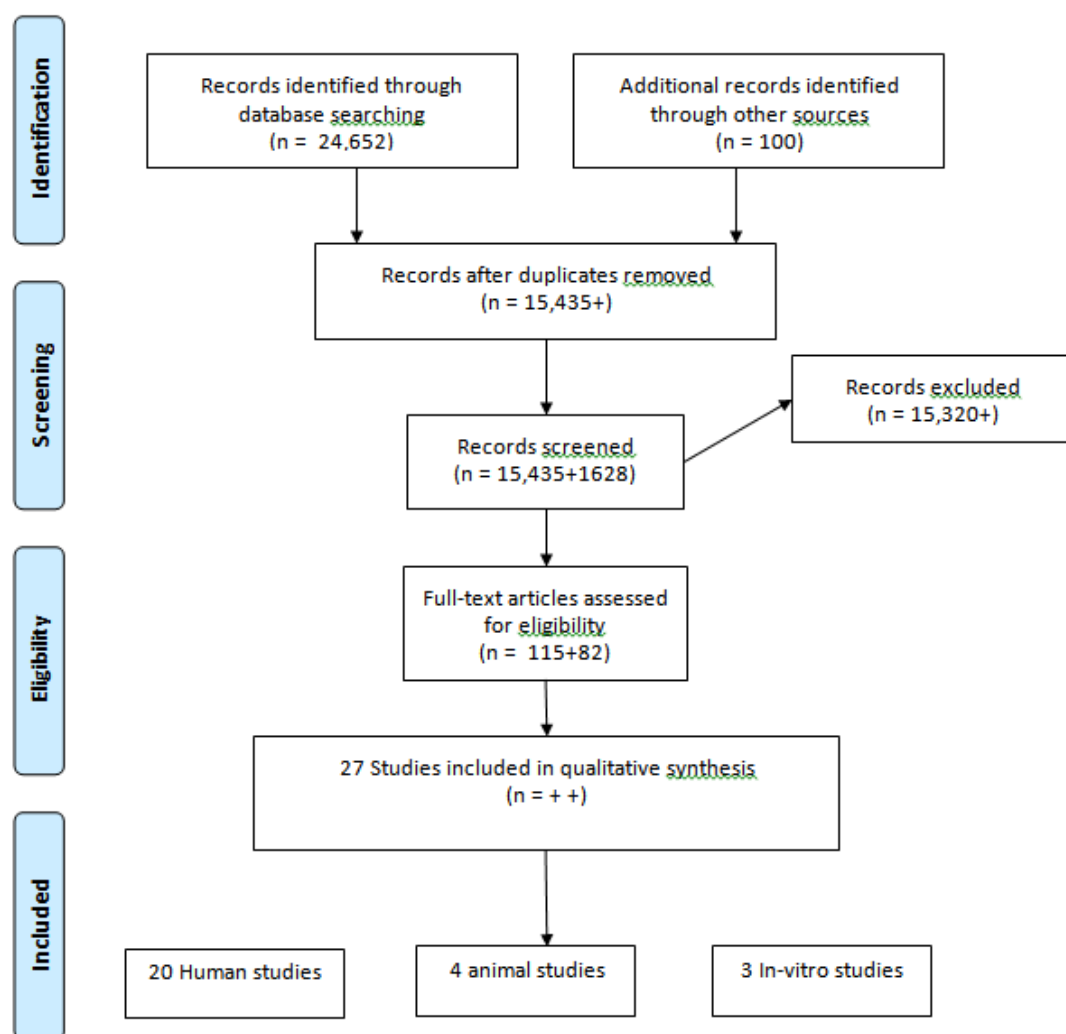 Identification
Records identified through
database searching
(n =  24,652)
Additional records identified
through other sources
(n = 100)
Records after duplicates removed
(n = 15,435+)
Screening
Records excluded
(n = 15,320+)
Records screened
(n = 15,435+1628)
Eligibility
Full-text articles assessed
for eligibility
(n =  115+82)
27 Studies included in qualitative synthesis
(n = + +)
Included
20 Human studies
4 animal studies
3 In-vitro studies